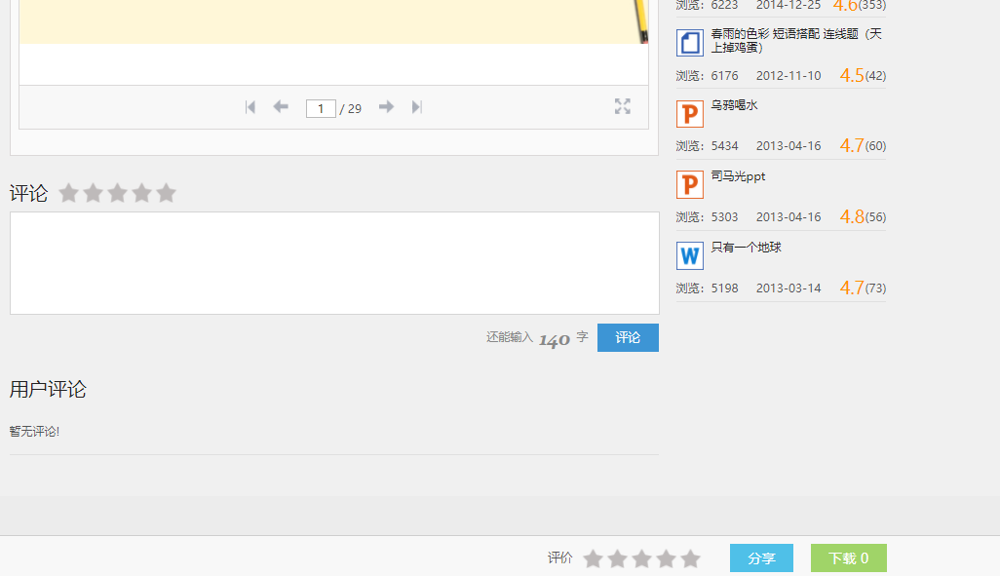 浏览：6223 2014-12-25 4.6(353)
春雨的色彩 短语搭配 连线题（天
上掉鸡蛋）
浏览：6176 2012-11-10 4.5(42)
乌鸦喝水
浏览：5434 2013-04-16 4.7(60)
司马光ppt
浏览：5303 2013-04-16 4.8(56)
只有一个地球
浏览：5198 2013-03-14 4.7(73)
1 / 29
评论
还能输入 140 字 评论
用户评论
暂无评论!
评价 分享 下载 0